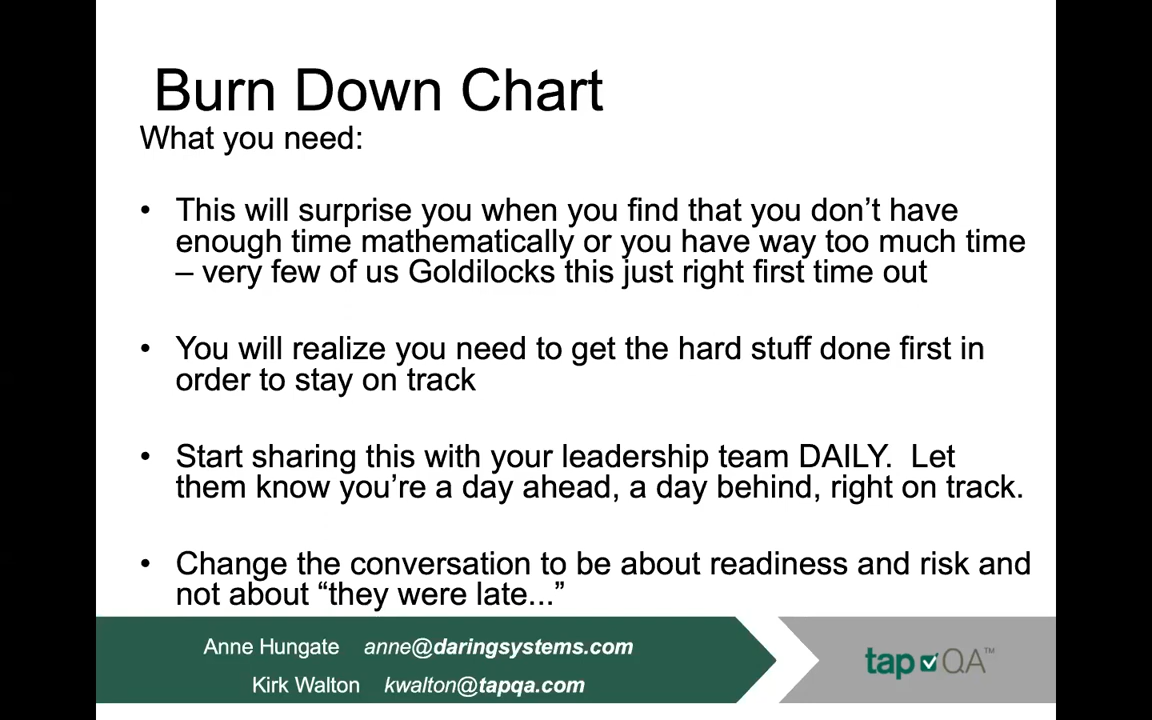 Burn Down Chart
What you need:
• This will surprise you when you find that you don’t have
enough time mathematically or you have way too much time
– very few of us Goldilocks this just right first time out
• You will realize you need to get the hard stuff done first in
order to stay on track
• Start sharing this with your leadership team DAILY.  Let
them know you’re a day ahead, a day behind, right on track.
• Change the conversation to be about readiness and risk and
not about “they were late...”
Anne Hungate anne@daringsystems.com
Kirk Walton kwalton@tapqa.com
tap QA™